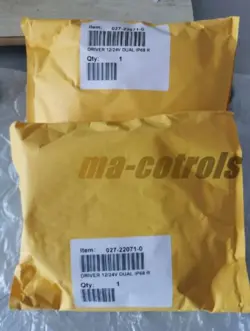 Item: 027-22071-0
DRIVER 12/24V DUAL IP68 R
Qty: 1
ma-cotrols
Item: 027-22071-0
DRIVER 12/24V DUAL IP68 R
Qty: 1